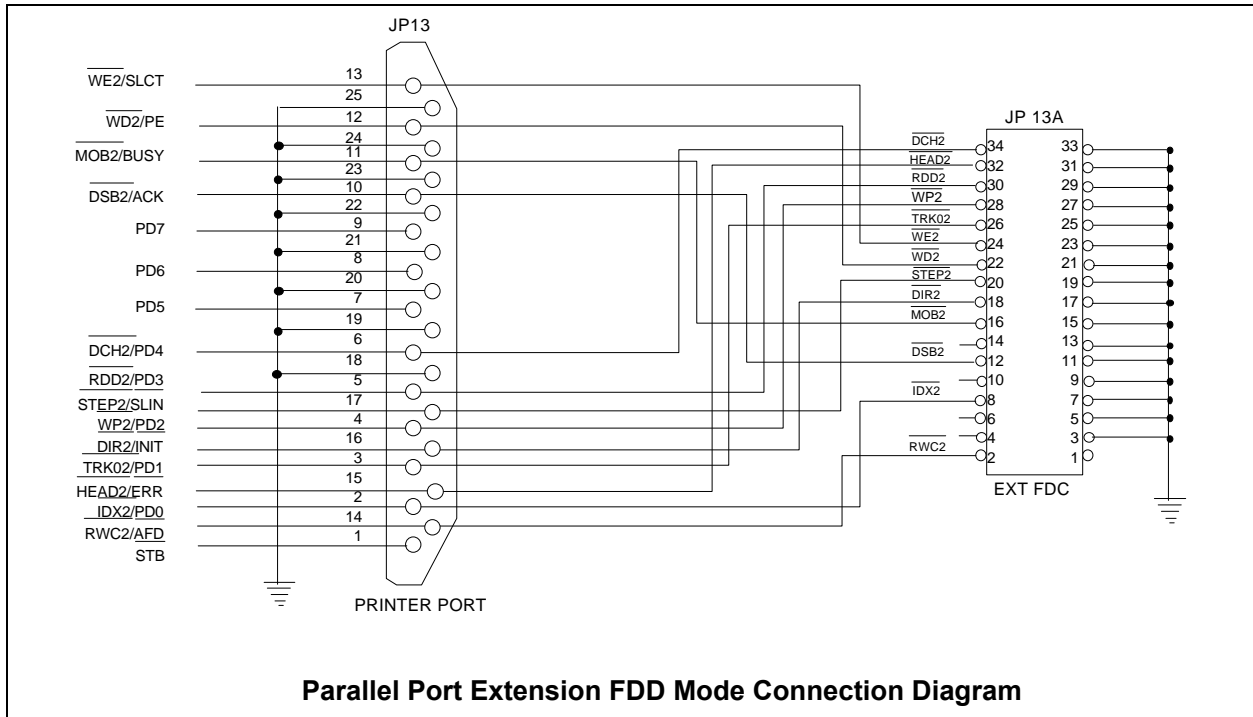 JP13
WE2/SLCT
WD2/PE
MOB2/BUSY
DSB2/ACK
PD7
PD6
PD5
DCH2/PD4
RDD2/PD3
STEP2/SLIN
WP2/PD2
DIR2/INIT
TRK02/PD1
HEAD2/ERR
IDX2/PD0
RWC2/AFD
STB
13
25
12
24
11
23
10
22
9
21
8
20
7
19
6
18
5
17
4
16
3
15
2
14
1
PRINTER PORT
JP 13A
DCH2
HEAD2
RDD2
WP2
TRK02
WE2
WD2
STEP2
DIR2
MOB2
DSB2
IDX2
RWC2
34 33
32 31
30 29
28 27
26 25
24 23
22 21
20 19
18 17
16 15
14 13
12 11
10 9
8 7
6 5
4 3
2 1
EXT FDC
Parallel Port Extension FDD Mode Connection Diagram